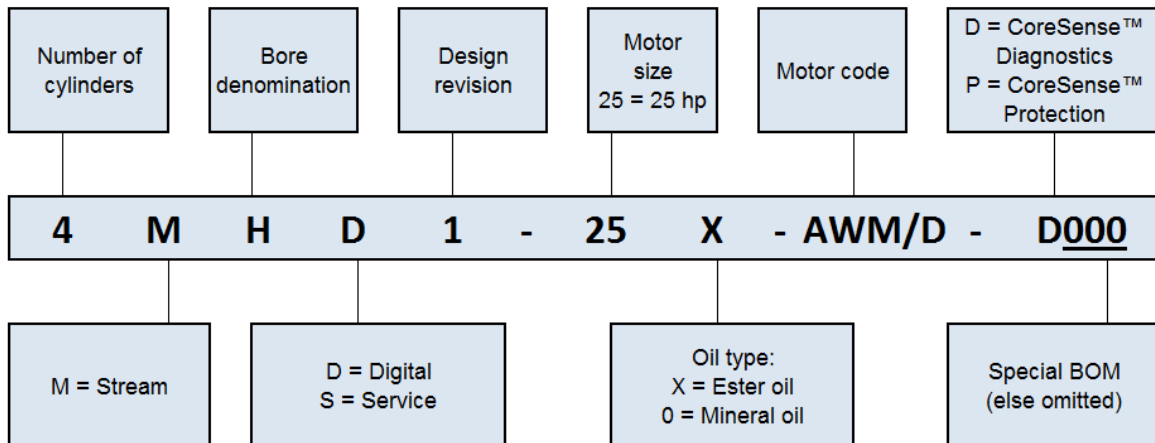 Number of
cylinders
Bore
denomination
Design
revision
Motor
size
25 = 25 hp
Motor code
D = CoreSense™
Diagnostics
P = CoreSense™
Protection
4 M H D 1 - 25 X - AWM/D - D000
M = Stream
D = Digital
S = Service
Oil type:
X = Ester oil
0 = Mineral oil
Special BOM
(else omitted)